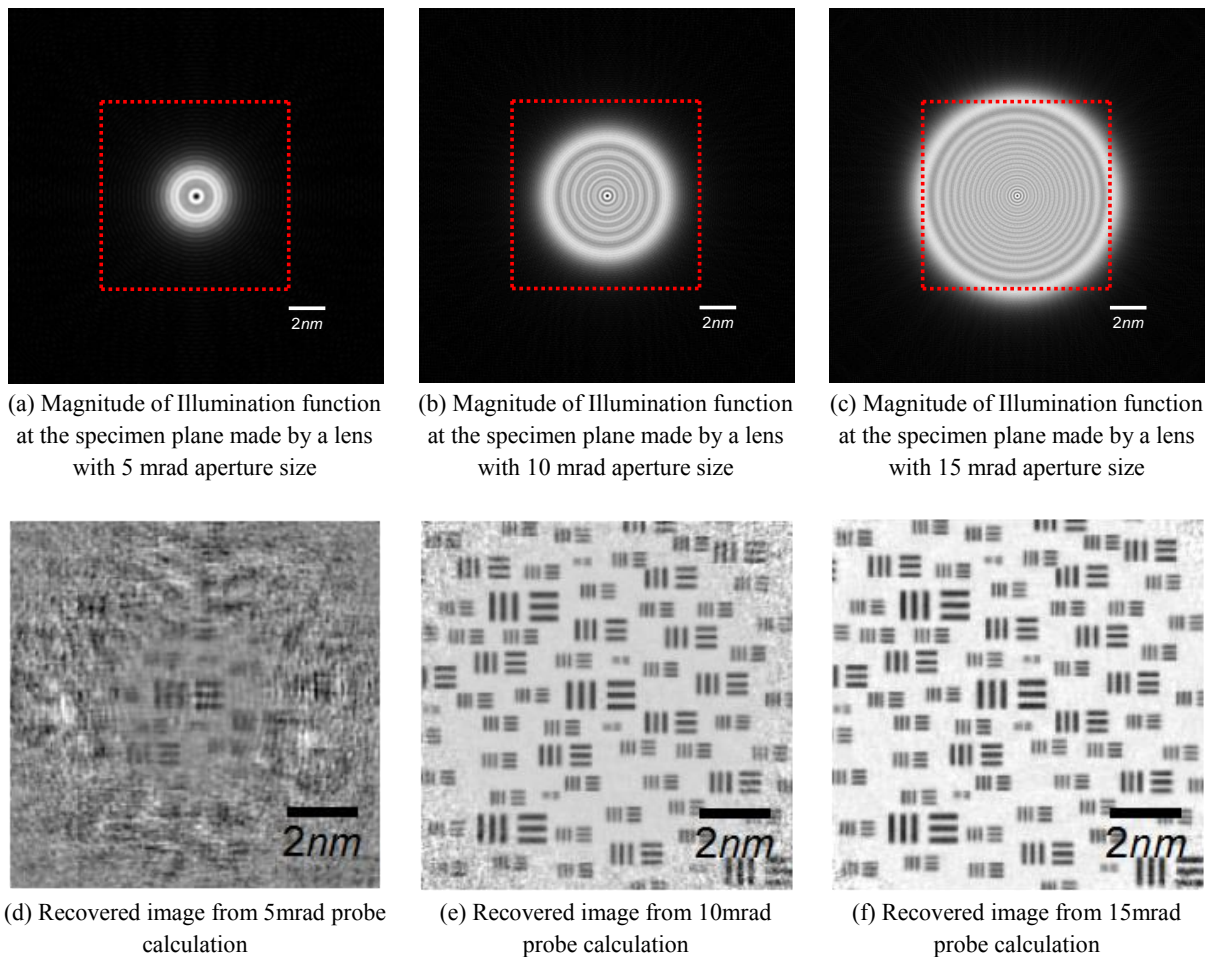 2nm
2nm
2nm
(a) Magnitude of Illumination function
at the specimen plane made by a lens
with 5 mrad aperture size
(b) Magnitude of Illumination function
at the specimen plane made by a lens
with 10 mrad aperture size
(c) Magnitude of Illumination function
at the specimen plane made by a lens
with 15 mrad aperture size
2nm
2nm
2nm
(d) Recovered image from 5mrad probe
calculation
(e) Recovered image from 10mrad
probe calculation
(f) Recovered image from 15mrad
probe calculation